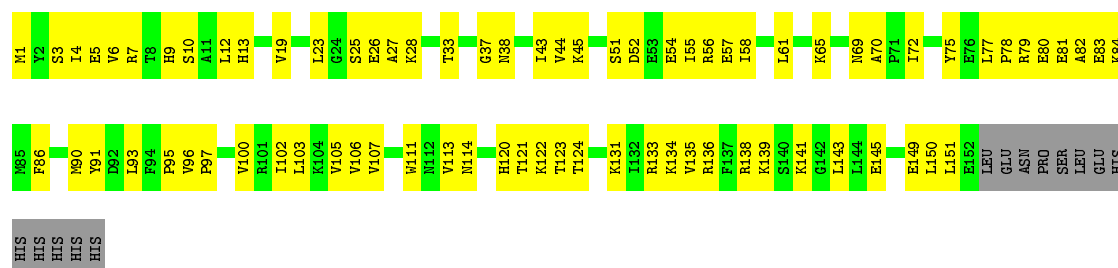 M1 Y2 S3 I4 E5 V6 R7 T8 H9 S10 A11 L12 H13 V19 L23 G24 S25 E26 A27 K28 T33 G37 N38 I43 V44 K45 S51 D52 E53 E54 I55 R56 E57 I58 L61 K65 N69 A70 P71 I72 Y75 E76 L77 P78 R79 E80 E81 A82 E83 K84
M85 F86 M90 Y91 D92 L93 F94 P95 V96 P97 V100 R101 I102 L103 K104 V105 V106 V107 W111 N112 V113 N114 H120 T121 K122 T123 T124 K131 I132 R133 K134 V135 R136 F137 R138 K139 S140 K141 G142 L143 L144 E145 E149 L150 L151 E152 LEU GLU ASN PRO SER LEU GLU HIS
HIS HIS HIS HIS HIS